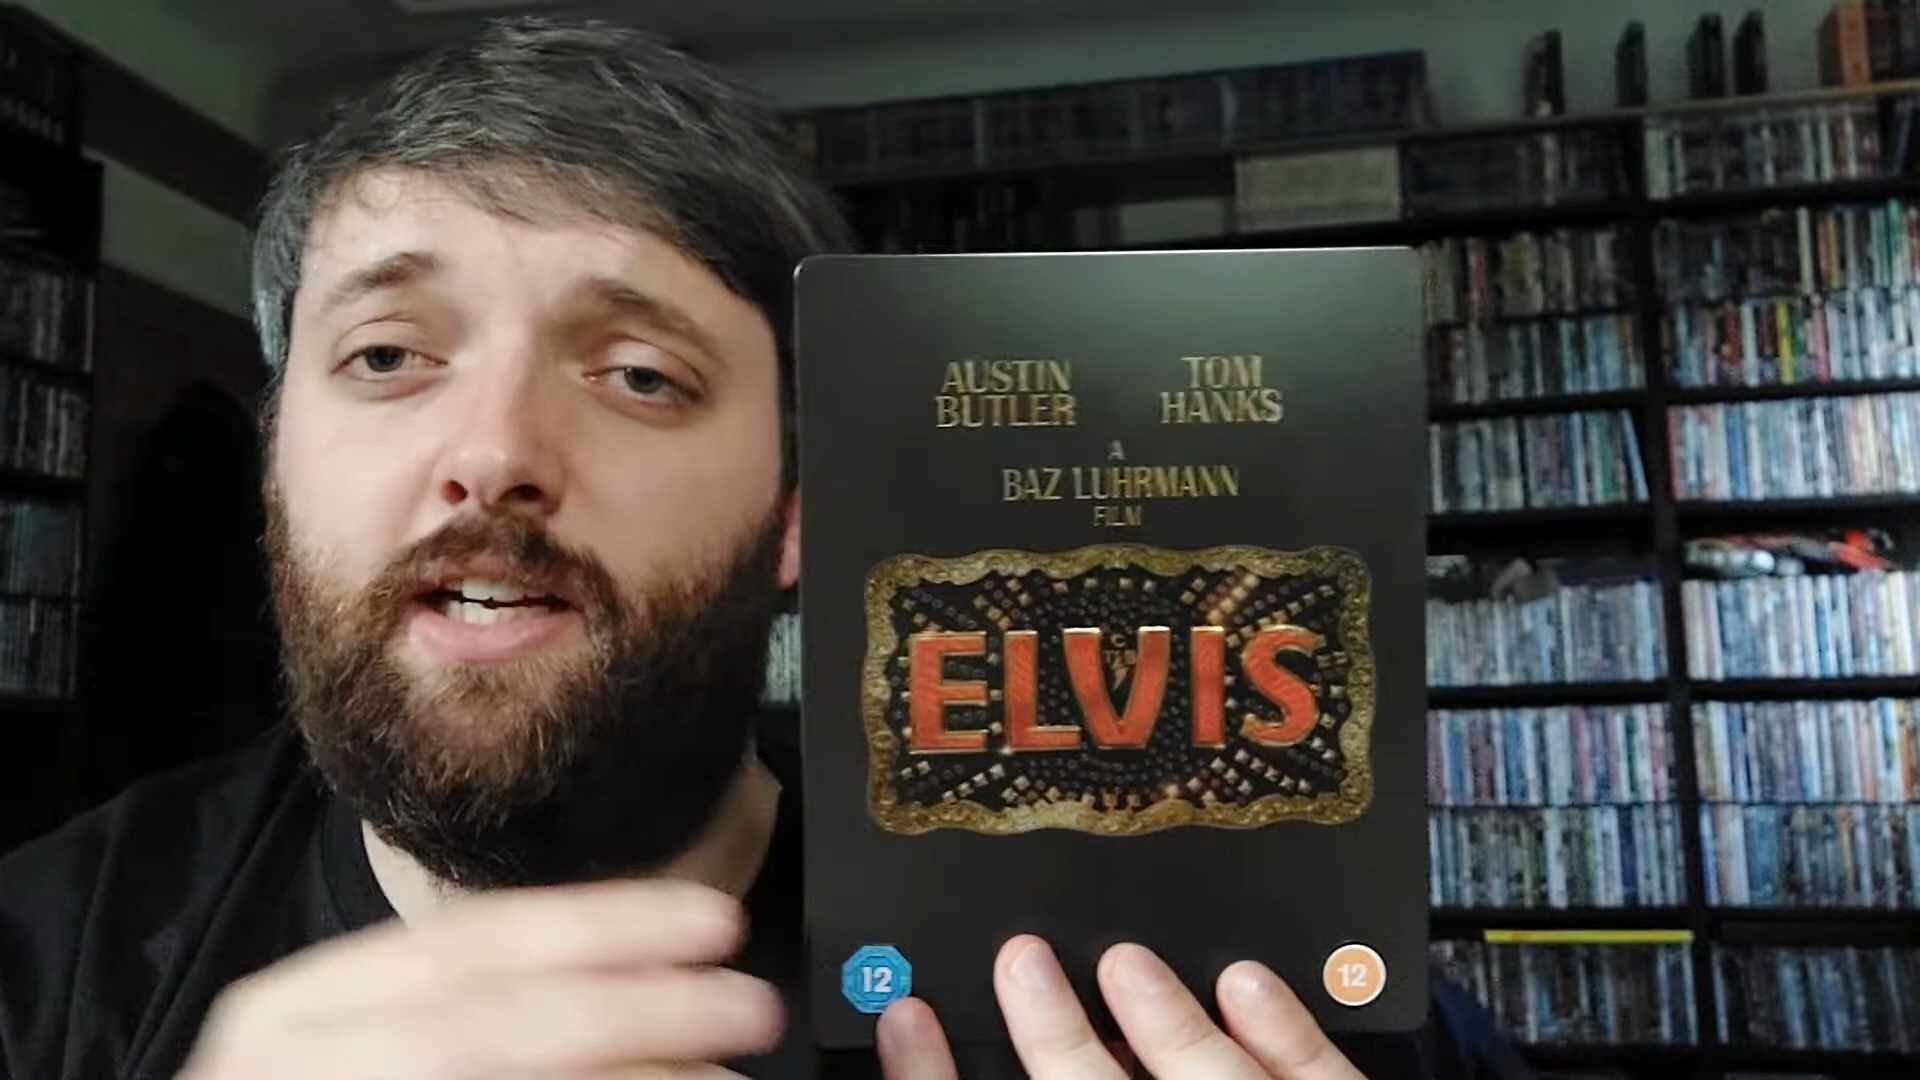 AUSTIN TOM
BUTLER HANKS
A
BAZ LUHRMANN
FILM
ELVIS
12 12